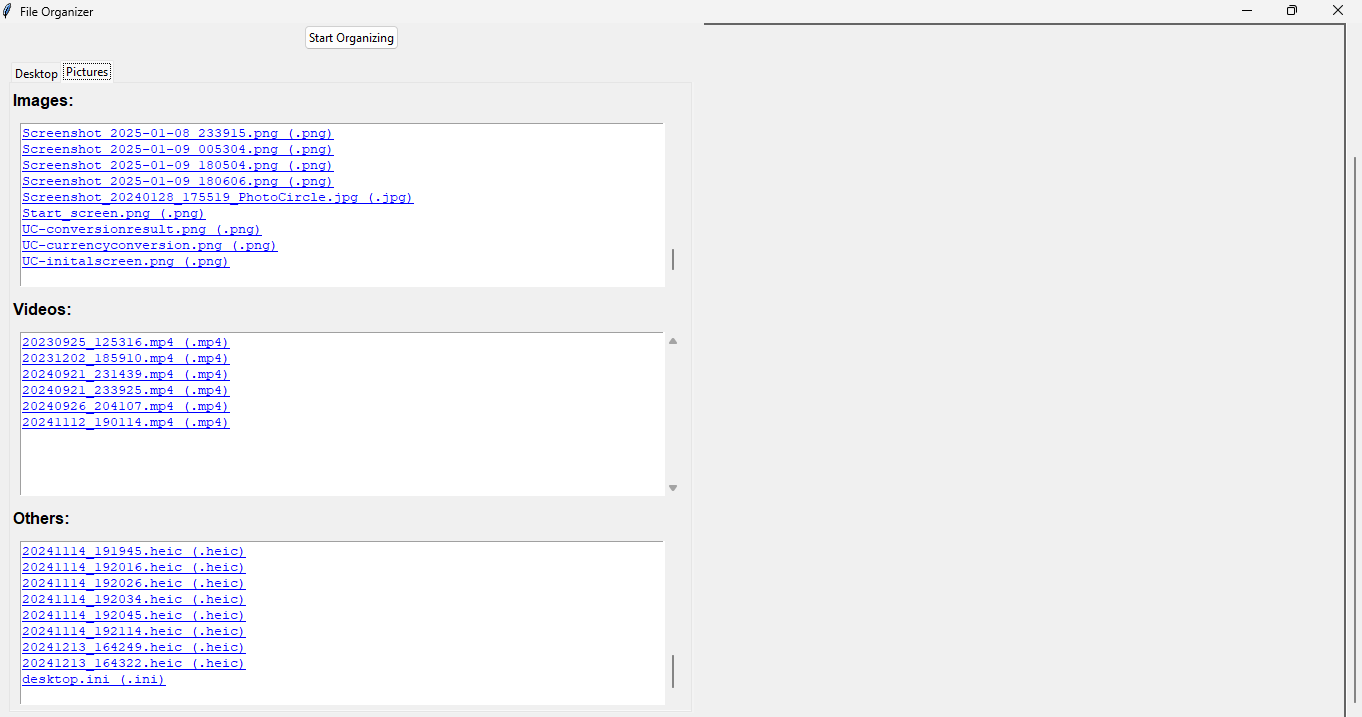 File Organizer
Start Organizing
Desktop Pictures
Images:
Screenshot 2025-01-08 233915.png (.png)
Screenshot 2025-01-09 005304.png (.png)
Screenshot 2025-01-09 180504.png (.png)
Screenshot 2025-01-09 180606.png (.png)
Screenshot_20240128_175519_PhotoCircle.jpg (.jpg)
Start_screen.png (.png)
UC-conversionresult.png (.png)
UC-currencyconversion.png (.png)
UC-initalscreen.png (.png)
Videos:
20230925_125316.mp4 (.mp4)
20231202_185910.mp4 (.mp4)
20240921_231439.mp4 (.mp4)
20240921_233925.mp4 (.mp4)
20240926_204107.mp4 (.mp4)
20241112_190114.mp4 (.mp4)
Others:
20241114_191945.heic (.heic)
20241114_192016.heic (.heic)
20241114_192026.heic (.heic)
20241114_192034.heic (.heic)
20241114_192045.heic (.heic)
20241114_192114.heic (.heic)
20241213_164249.heic (.heic)
20241213_164322.heic (.heic)
desktop.ini (.ini)